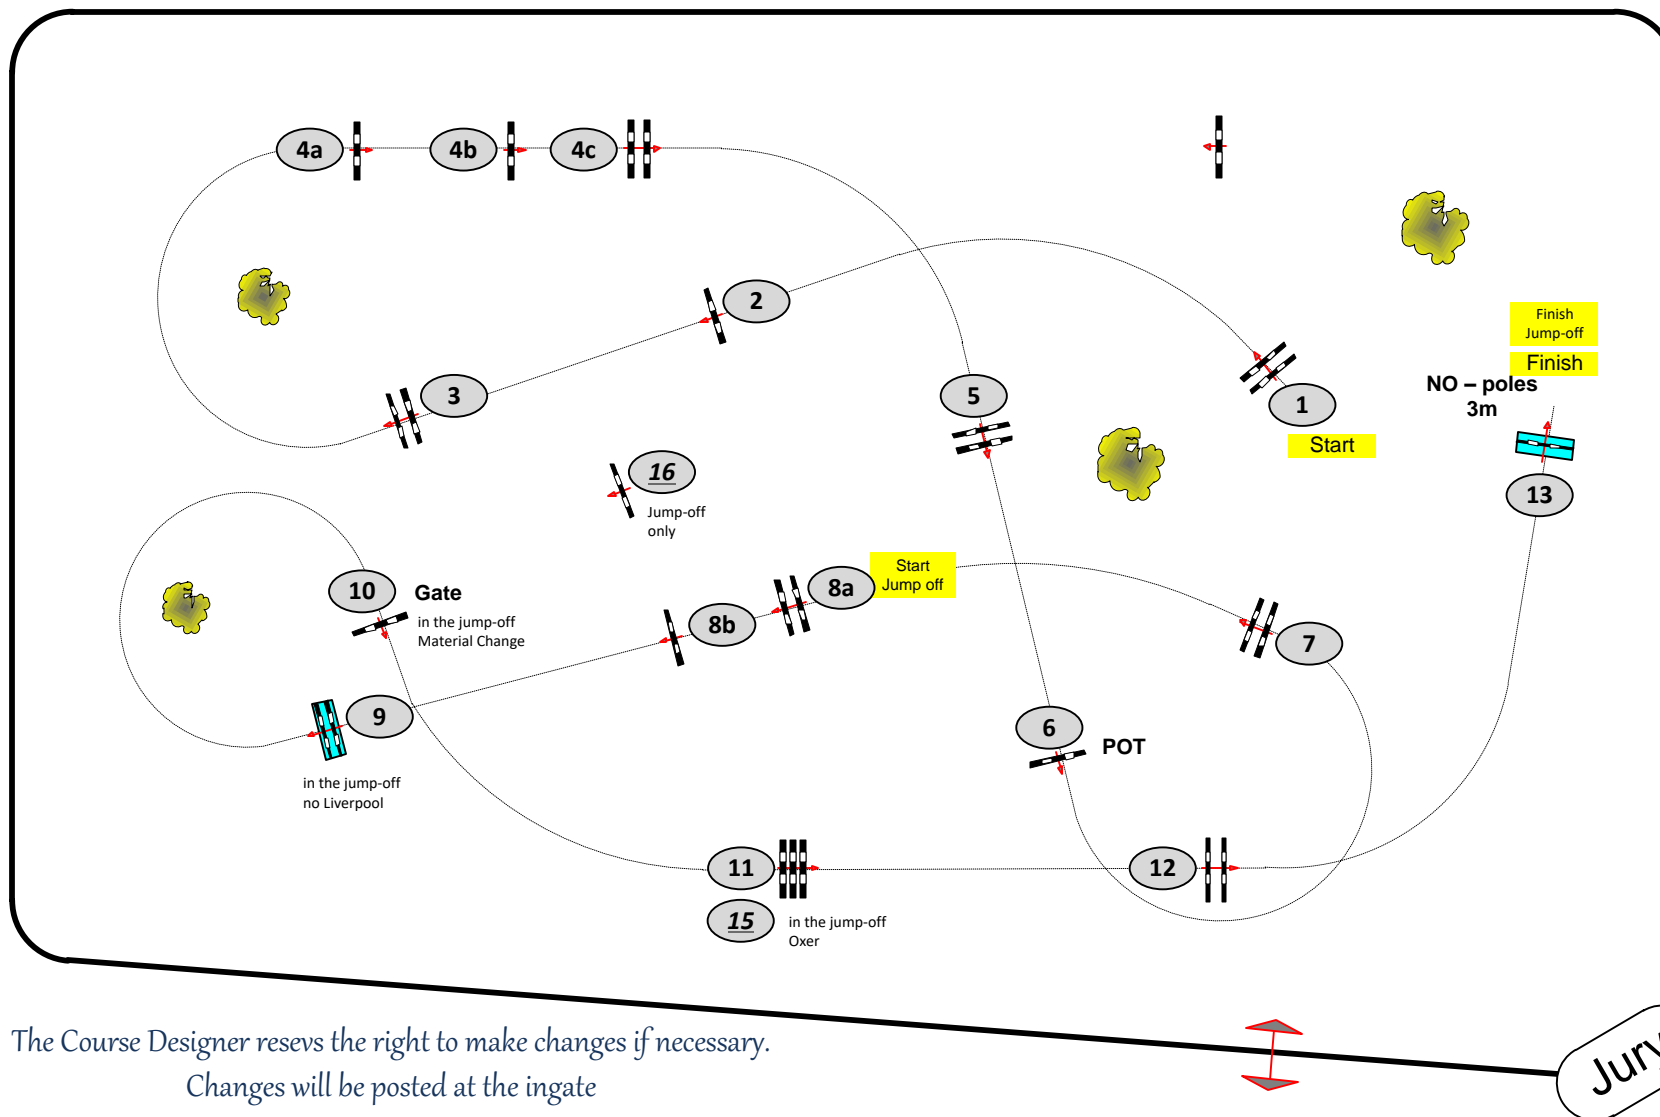 4a
4b
4c
2
Finish
Jump-off
Finish
NO – poles
3m
3
5
1
Start
16
Jump-off
only
13
Start
Jump off
8a
10
Gate
in the jump-off
Material Change
8b
7
9
6
POT
in the jump-off
no Liverpool
11
12
15
in the jump-off
Oxer
The Course Designer resevs the right to make changes if necessary.
Changes will be posted at the ingate
Jury